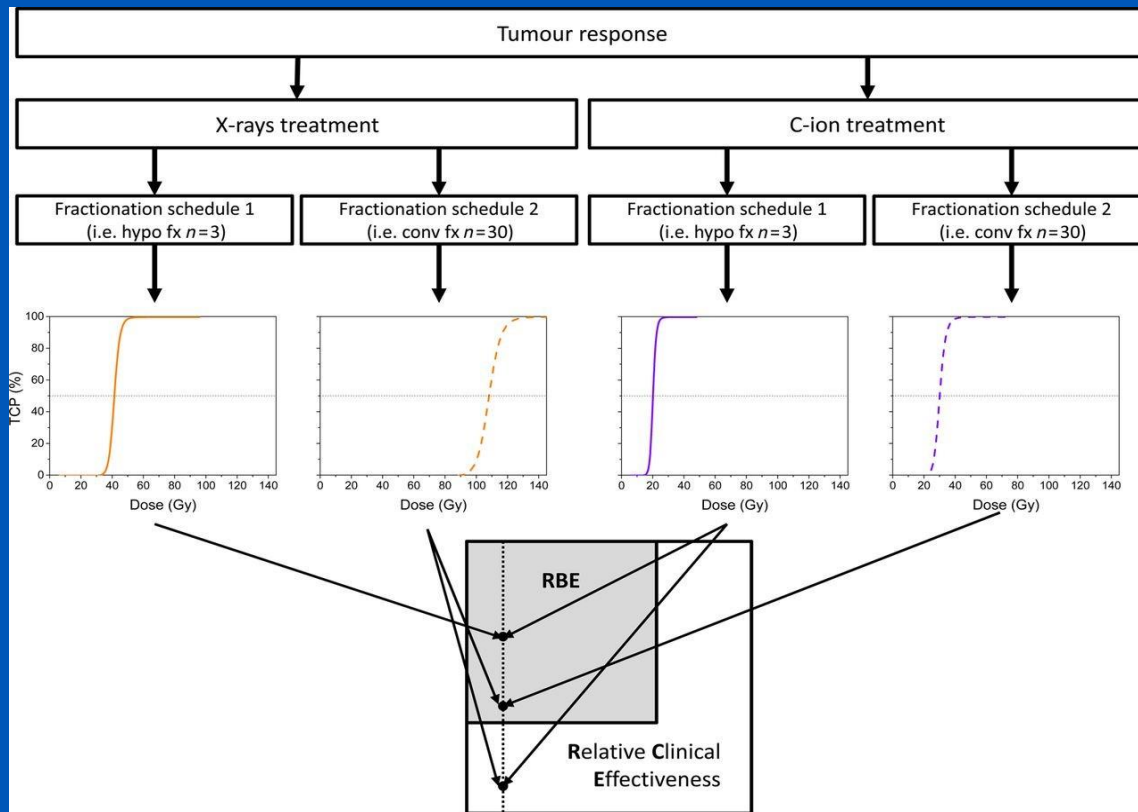 Tumour response
X-rays treatment
C-ion treatment
Fractionation schedule 1
(i.e. hypo fx n=3)
Fractionation schedule 2
(i.e. conv fx n=30)
Fractionation schedule 1
(i.e. hypo fx n=3)
Fractionation schedule 2
(i.e. conv fx n=30)
TCP (%)
100
80
60
40
20
0
0 20 40 60 80 100 120 140
Dose (Gy)
0 20 40 60 80 100 120 140
Dose (Gy)
0 20 40 60 80 100 120 140
Dose (Gy)
0 20 40 60 80 100 120 140
Dose (Gy)
RBE
Relative Clinical
Effectiveness